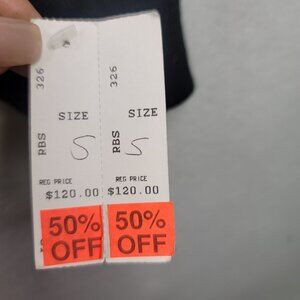 326
RBS
SIZE
S
REG PRICE
$120.00
50%
OFF
326
RBS
SIZE
S
REG PRICE
$120.00
50%
OFF